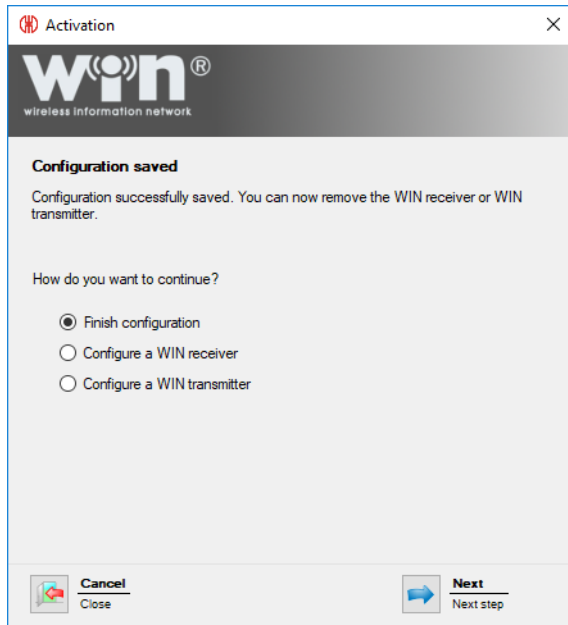 Activation
WIN®
wireless information network
Configuration saved
Configuration successfully saved. You can now remove the WIN receiver or WIN
transmitter.
How do you want to continue?
Finish configuration
Configure a WIN receiver
Configure a WIN transmitter
Cancel
Close
Next
Next step